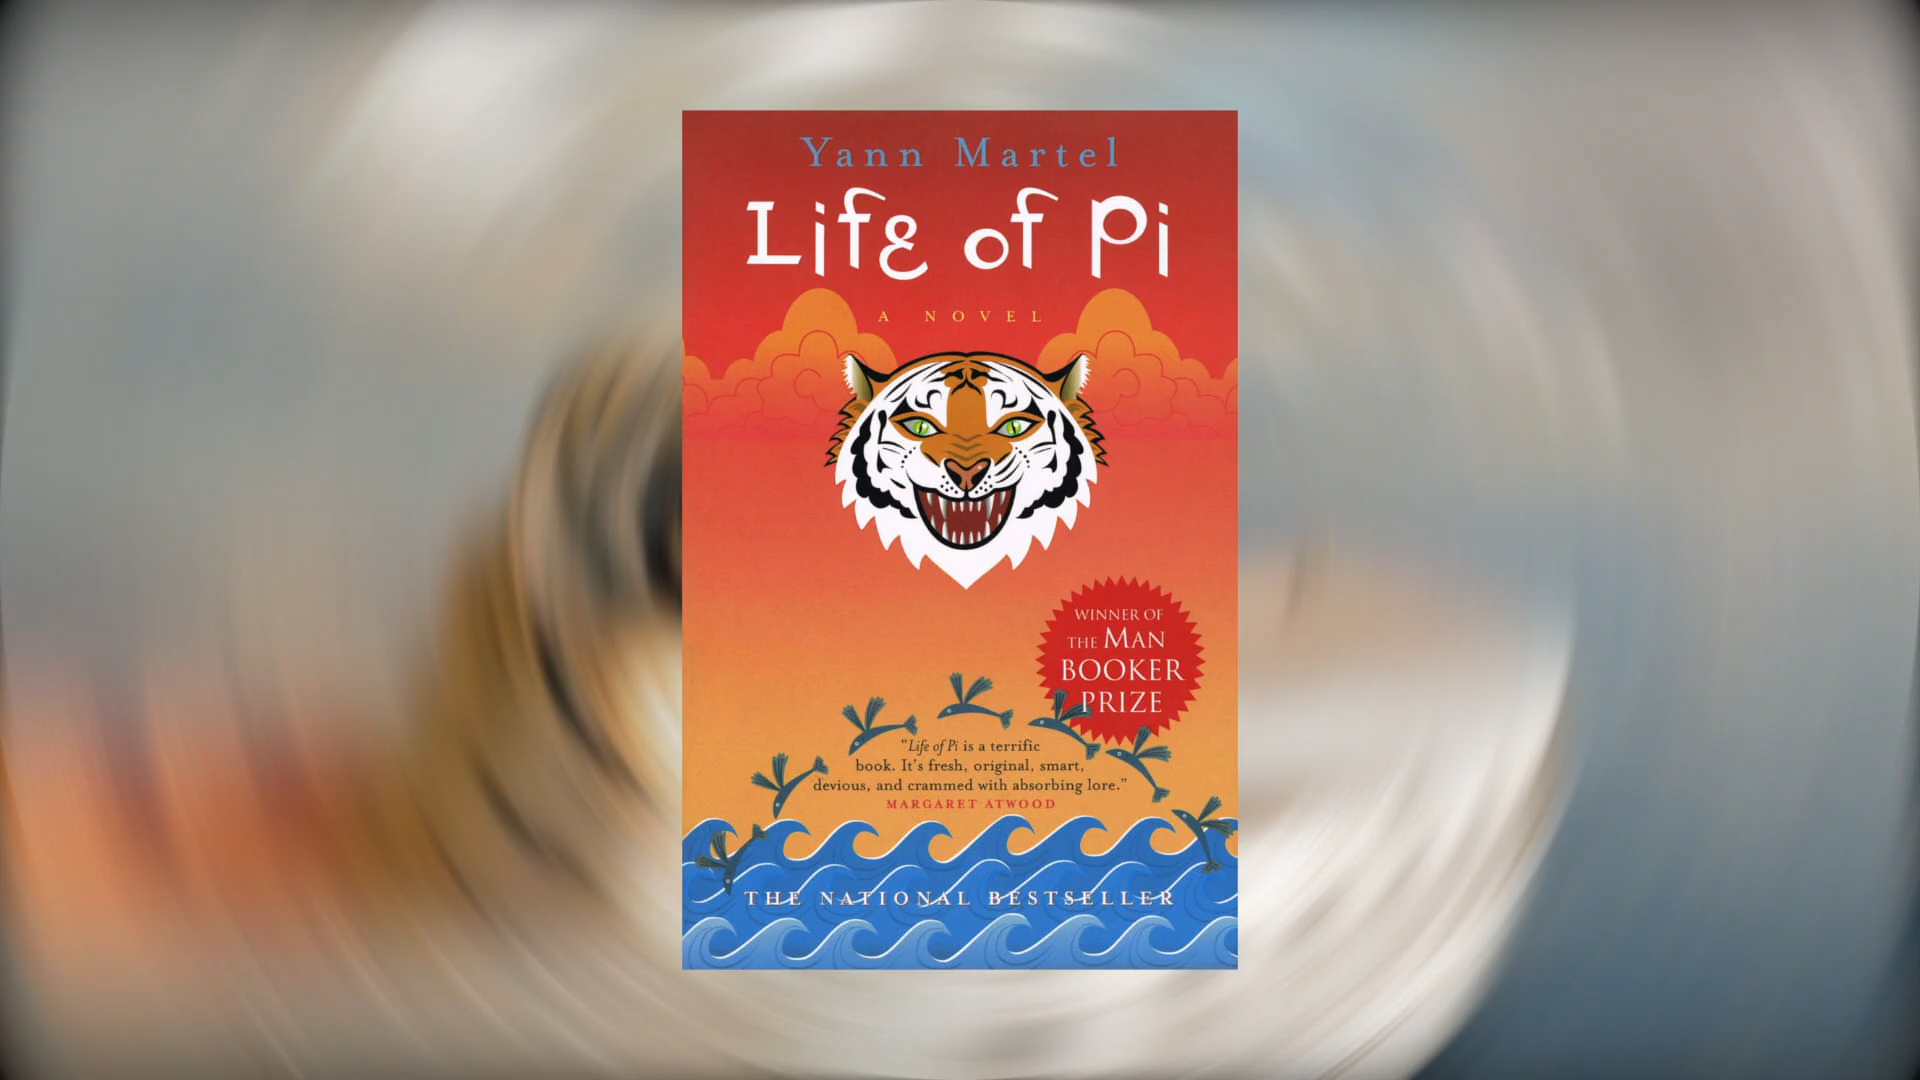 Yann Martel
Life of Pi
A NOVEL
WINNER OF
THE MAN
BOOKER
PRIZE
"Life of Pi is a terrific
book. It's fresh, original, smart,
devious, and crammed with absorbing lore."
MARGARET ATWOOD
THE NATIONAL BESTSELLER